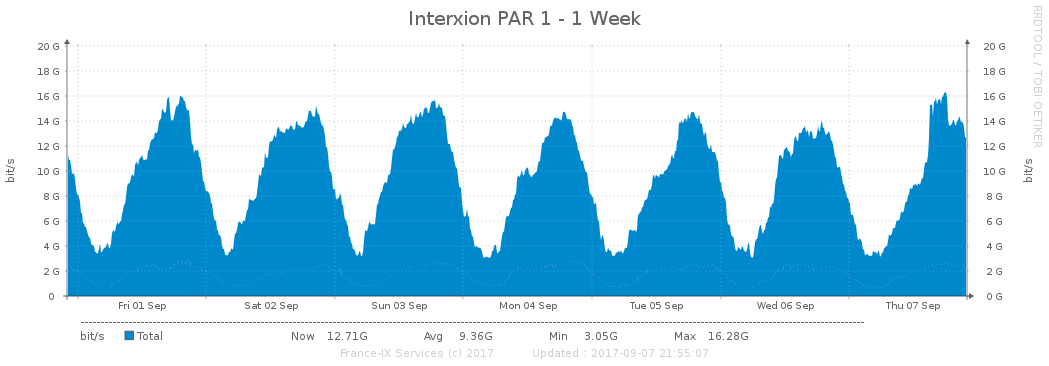 Interxion PAR 1 - 1 Week
RRDTOOL / TOBI OETIKER
20 G 20 G
18 G 18 G
16 G 16 G
14 G 14 G
12 G 12 G
10 G 10 G
8 G 8 G
6 G 6 G
4 G 4 G
2 G 2 G
0 0 G
bit/s bit/s
Fri 01 Sep Sat 02 Sep Sun 03 Sep Mon 04 Sep Tue 05 Sep Wed 06 Sep Thu 07 Sep
bit/s Total Now 12.71G Avg 9.36G Min 3.05G Max 16.28G
France-IX Services (c) 2017 Updated : 2017-09-07 21:55:07